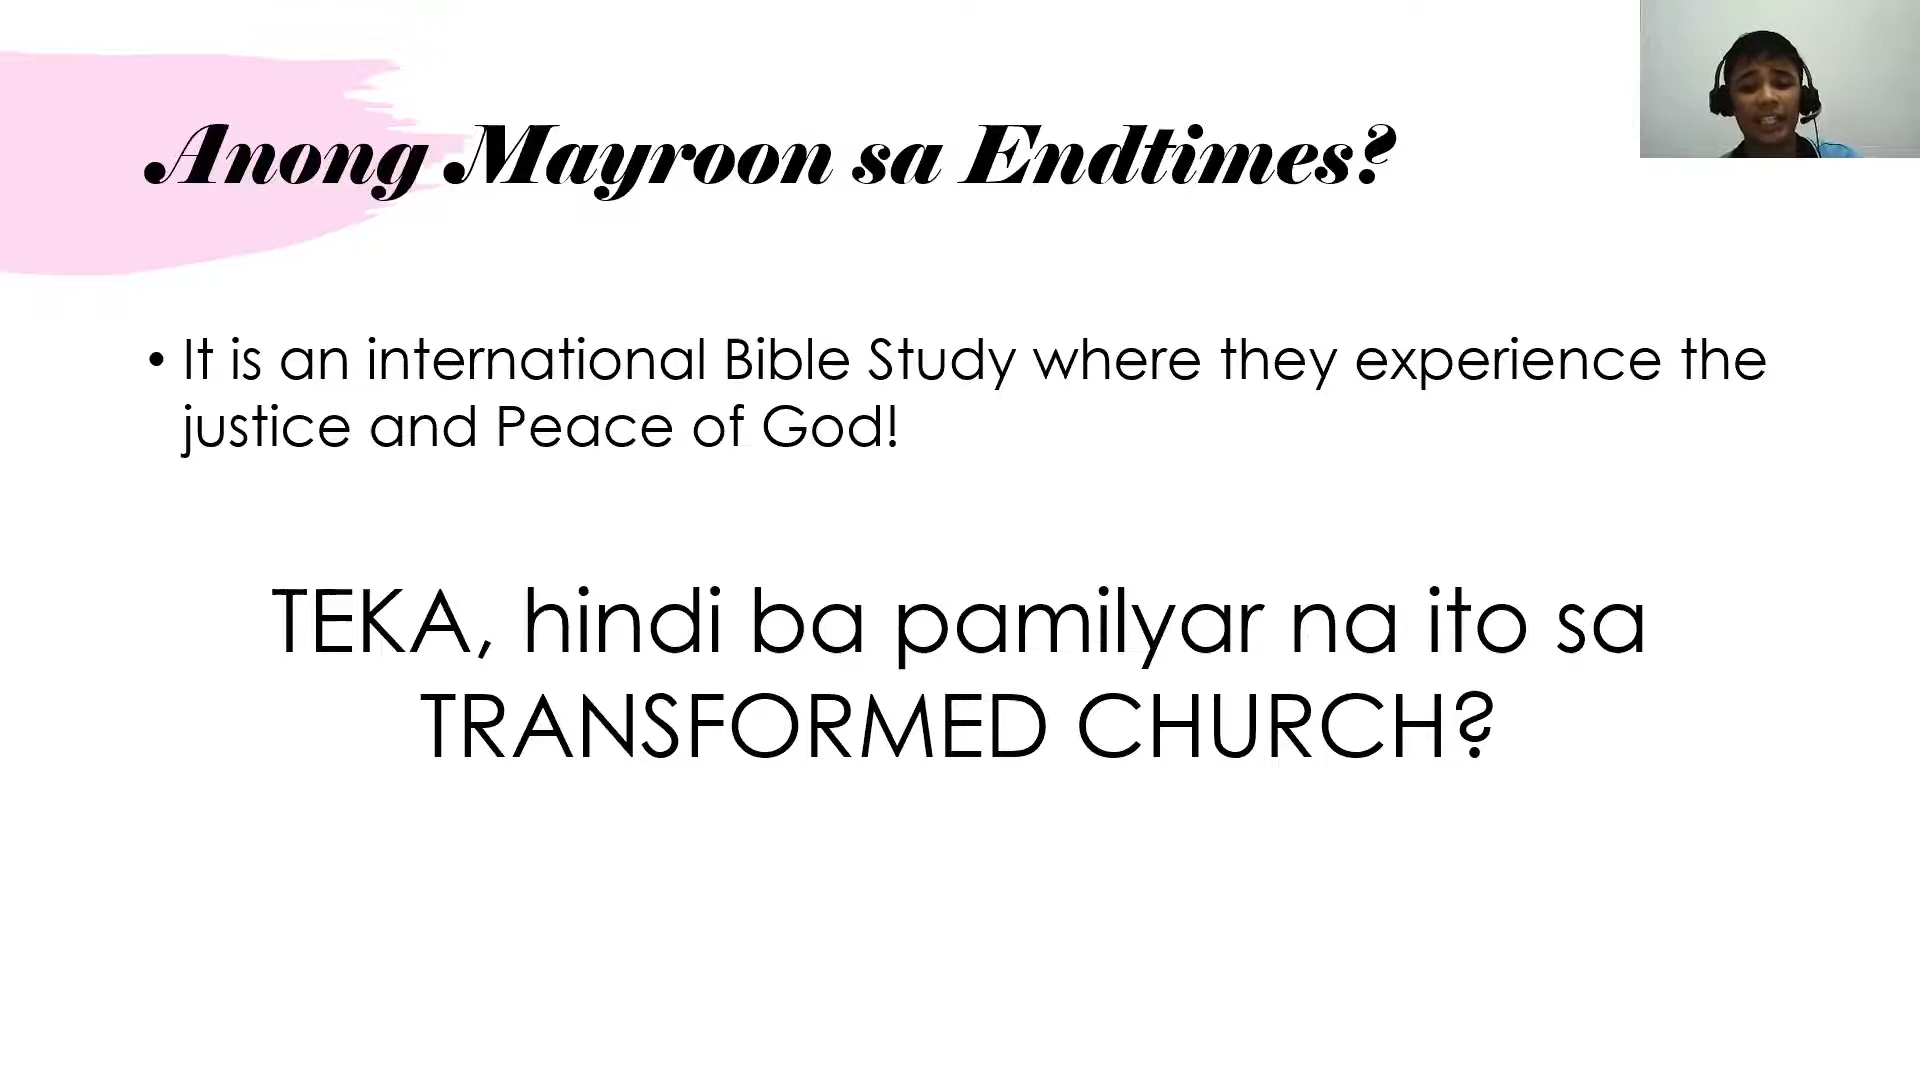 Anong Mayroon sa Endtimes?
• It is an international Bible Study where they experience the
justice and Peace of God!
TEKA, hindi ba pamilyar na ito sa
TRANSFORMED CHURCH?